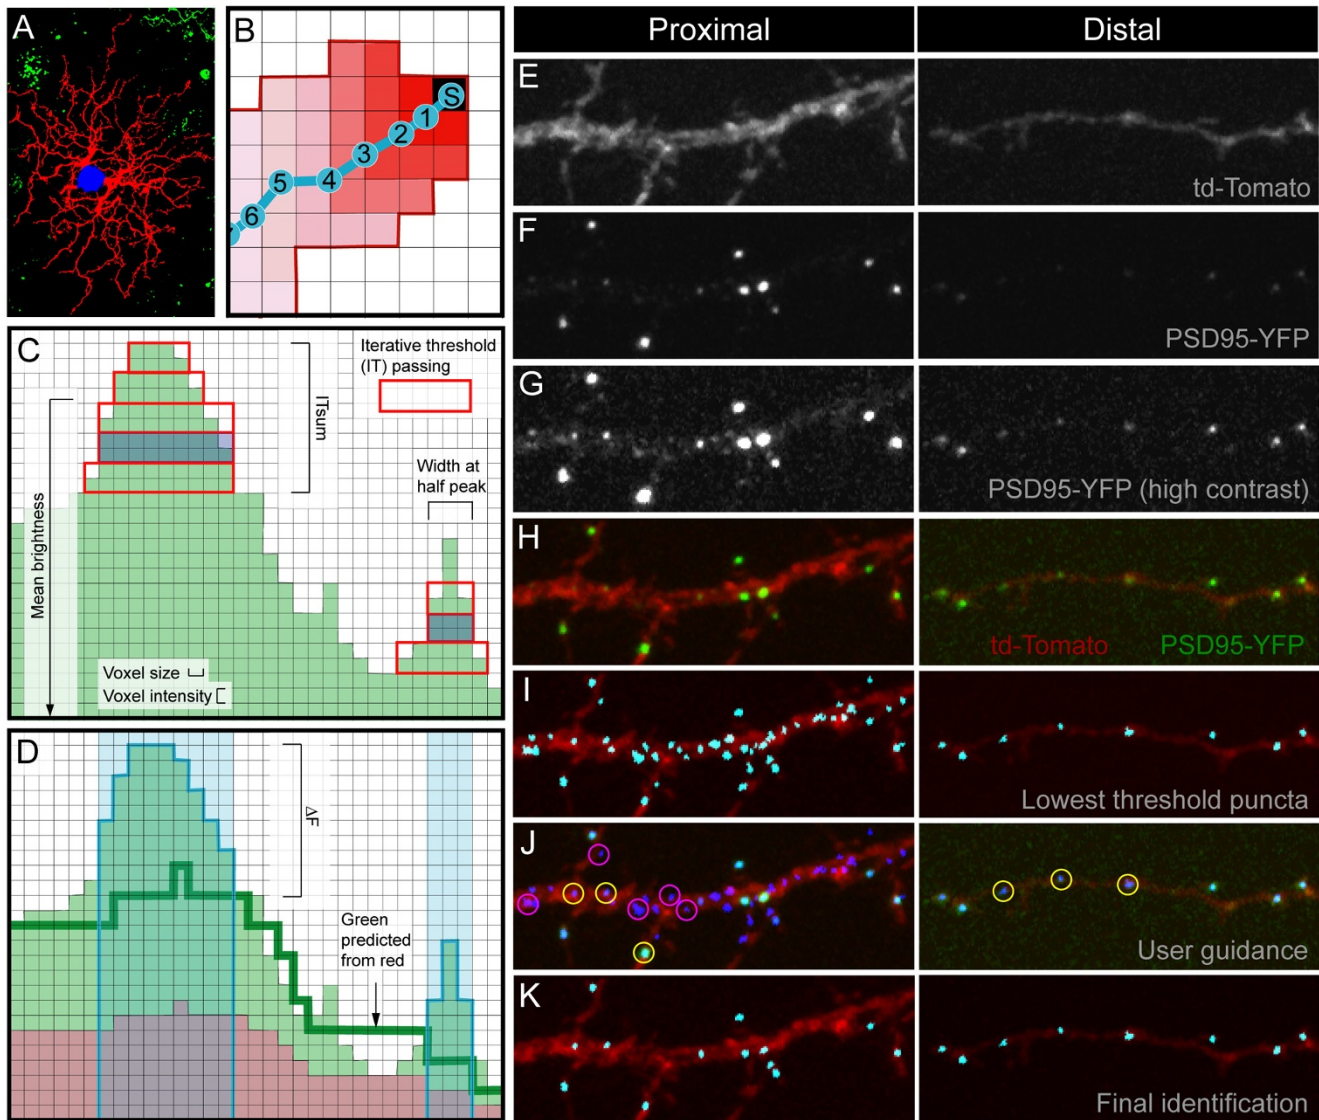 A
B
S
1
2
3
4
5
6
C
Iterative threshold
(IT) passing
ITsum
Width at
half peak
Mean brightness
Voxel size
Voxel intensity
D
ΔF
Green
predicted
from red
Proximal
Distal
E
td-Tomato
F
PSD95-YFP
G
PSD95-YFP (high contrast)
H
td-Tomato PSD95-YFP
I
Lowest threshold puncta
J
User guidance
K
Final identification